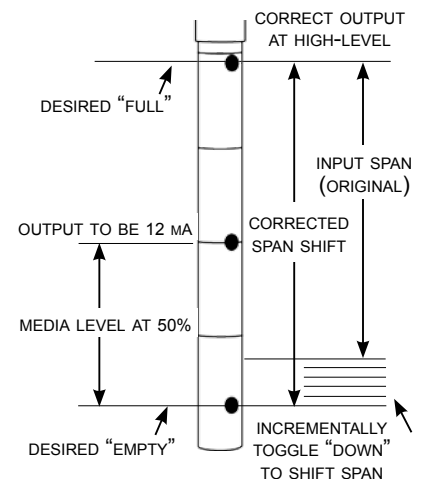 CORRECT OUTPUT
AT HIGH-LEVEL
DESIRED “FULL”
INPUT SPAN
(ORIGINAL)
OUTPUT TO BE 12 MA
CORRECTED
SPAN SHIFT
MEDIA LEVEL AT 50%
DESIRED “EMPTY”
INCREMENTALLY
TOGGLE “DOWN”
TO SHIFT SPAN